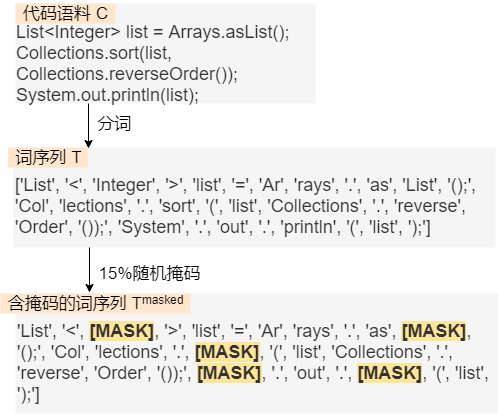 代码语料 C
List<Integer> list = Arrays.asList();
Collections.sort(list,
Collections.reverseOrder());
System.out.println(list);
分词
词序列 T
['List', '<', 'Integer', '>', 'list', '=', 'Ar', 'rays', '.', 'as', 'List', '();',
'Col', 'lections', '.', 'sort', '(', 'list', 'Collections', '.', 'reverse',
'Order', '());', 'System', '.', 'out', '.', 'println', '(', 'list', ');']
15%随机掩码
含掩码的词序列 Tmasked
'List', '<', [MASK], '>', 'list', '=', 'Ar', 'rays', '.', 'as', [MASK],
'();', 'Col', 'lections', '.', [MASK], '(', 'list', 'Collections', '.',
'reverse', 'Order', '());', [MASK], '.', 'out', '.', [MASK], '(', 'list',
');']